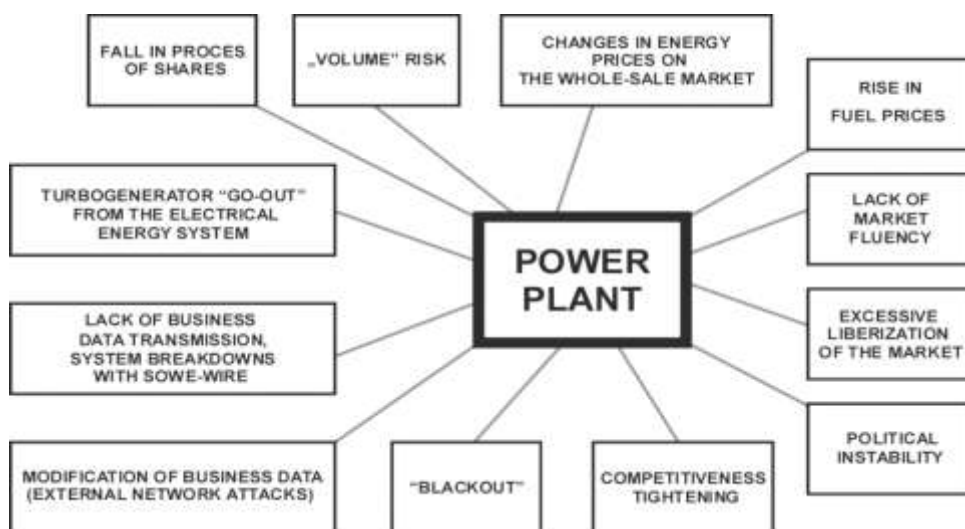 FALL IN PROCES
OF SHARES
„VOLUME” RISK
CHANGES IN ENERGY
PRICES ON
THE WHOLE-SALE MARKET
RISE IN
FUEL PRICES
TURBOGENERATOR “GO-OUT”
FROM THE ELECTRICAL
ENERGY SYSTEM
LACK OF
MARKET
FLUENCY
POWER
PLANT
LACK OF BUSINESS
DATA TRANSMISSION,
SYSTEM BREAKDOWNS
WITH SOWE-WIRE
EXCESSIVE
LIBERIZATION
OF THE MARKET
MODIFICATION OF BUSINESS DATA
(EXTERNAL NETWORK ATTACKS)
“BLACKOUT”
COMPETITIVENESS
TIGHTENING
POLITICAL
INSTABILITY